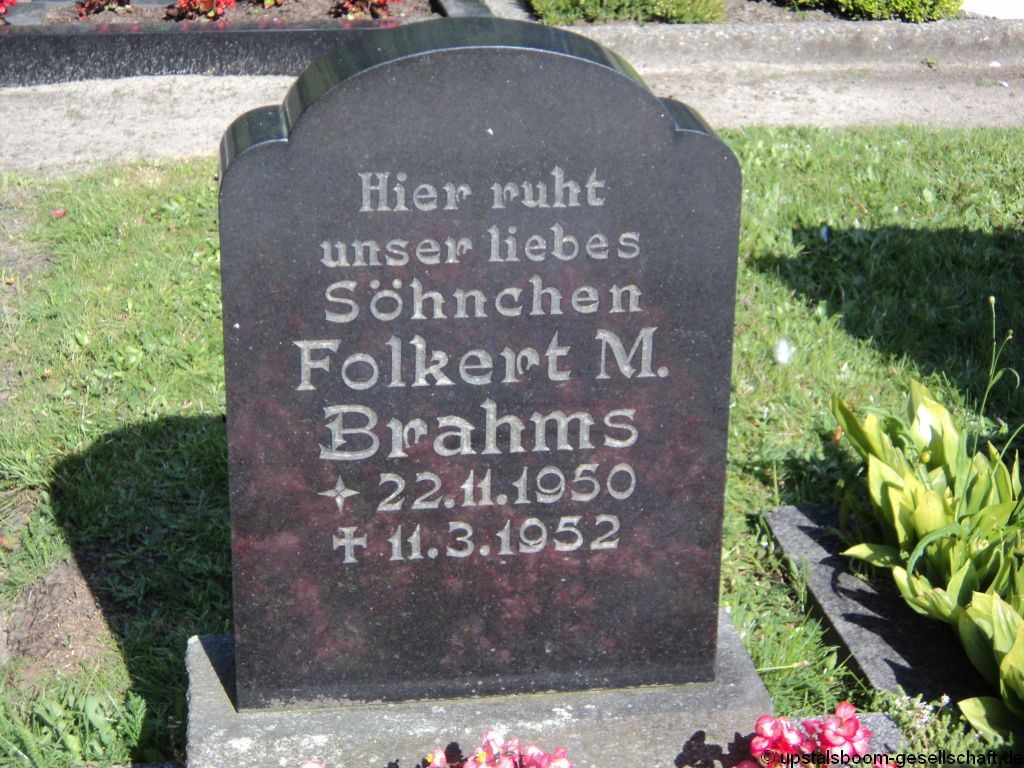 Hier ruht
unser liebes
Söhnchen
Folkert M.
Brahms
22.11.1950
11.3.1952
© upstalsboom-gesellschaft.de